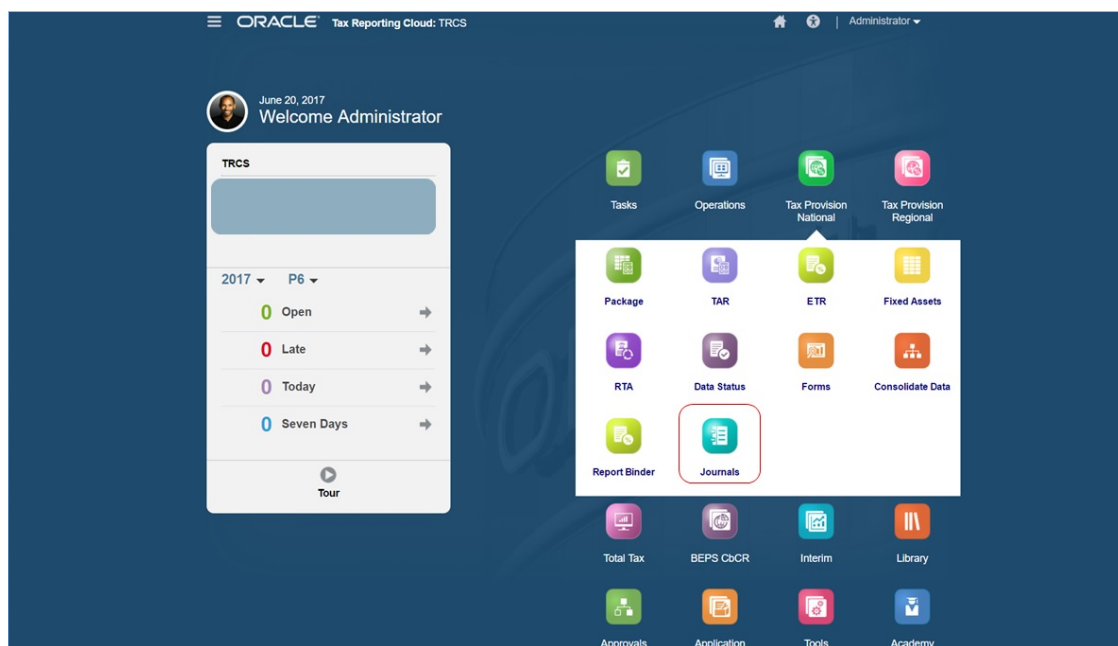 ORACLE Tax Reporting Cloud: TRCS
Administrator
June 20, 2017
Welcome Administrator
TRCS
2017 P6
0 Open
0 Late
0 Today
0 Seven Days
Tour
Tasks Operations Tax Provision National Tax Provision Regional
Package TAR ETR Fixed Assets
RTA Data Status Forms Consolidate Data
Report Binder Journals
Total Tax BEPS CbCR Interim Library
Approvals Application Tools Academy